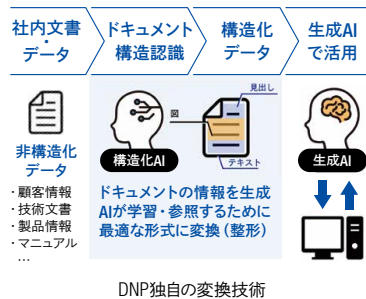 社内文書
・
データ
ドキュメント
構造認識
構造化
データ
生成AI
で活用
非構造化
データ
・顧客情報
・技術文書
・製品情報
・マニュアル
…
構造化AI
図
見出し
テキスト
ドキュメントの情報を生成
AIが学習・参照するために
最適な形式に変換（整形）
生成AI
DNP独自の変換技術